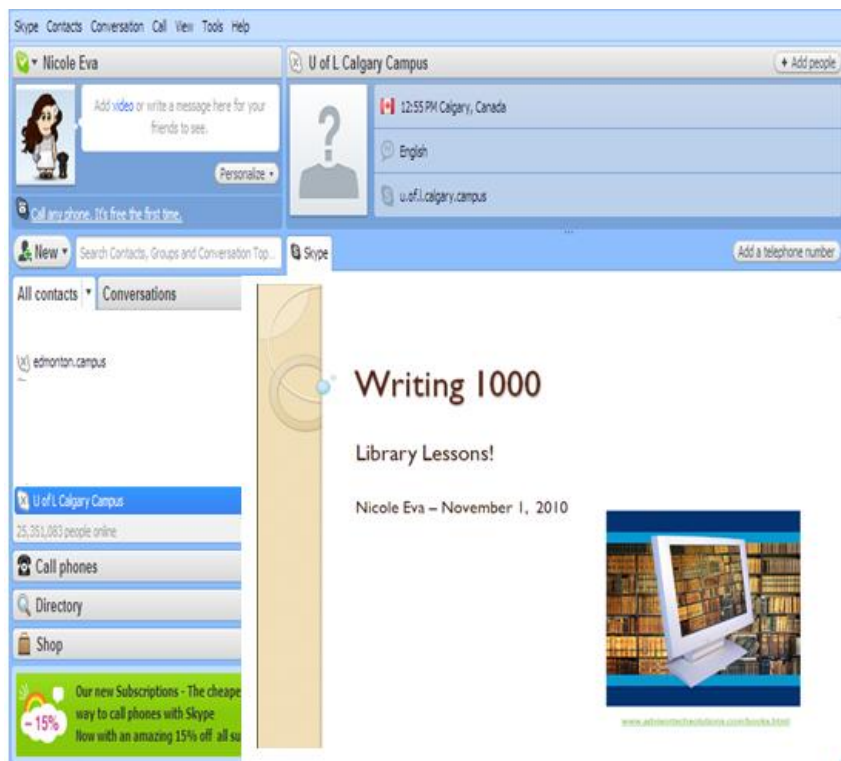 Skype Contacts Conversation Call View Tools Help
Nicole Eva
Add video or write a message here for your
friends to see.
Personalize
Call any phone. It's free the first time.
U of L Calgary Campus
+ Add people
12:55 PM Calgary, Canada
English
u.of.l.calgary.campus
New
Search Contacts, Groups and Conversation Top...
Skype
Add a telephone number
All contacts
Conversations
edmonton.campus
U of L Calgary Campus
25,351,083 people online
Call phones
Directory
Shop
-15%
Our new Subscriptions - The cheape
way to call phones with Skype
Now with an amazing 15% off all su
Writing 1000
Library Lessons!
Nicole Eva – November 1, 2010
www.advisortechsolutions.com/books.html